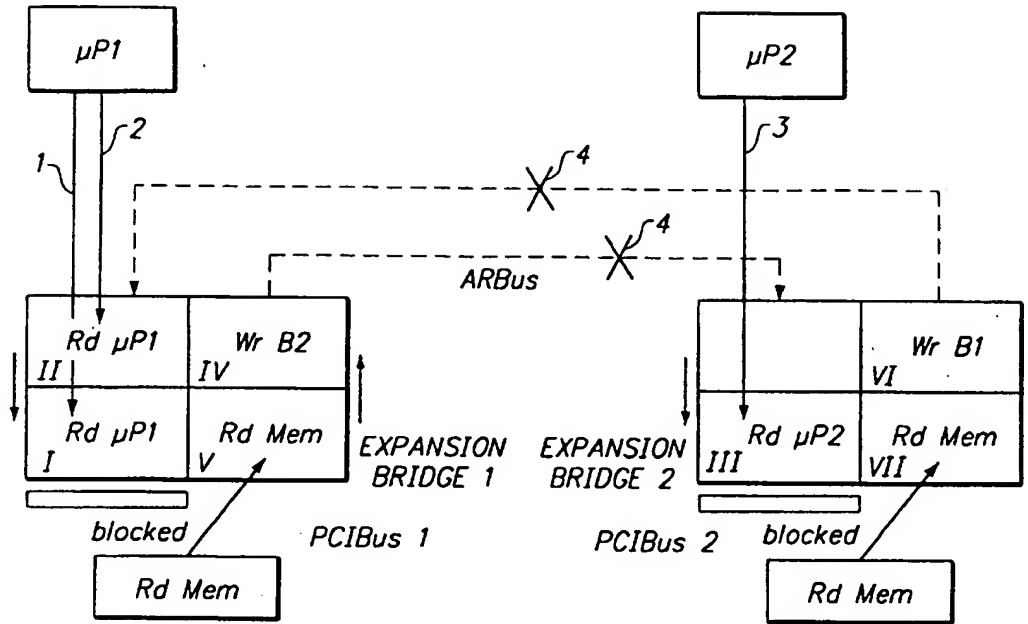 μP1
μP2
1
2
3
4
4
ARBus
Rd μP1
II
Wr B2
IV
Rd μP1
I
Rd Mem
V
EXPANSION
BRIDGE 1
Wr B1
VI
Rd μP2
III
Rd Mem
VII
EXPANSION
BRIDGE 2
blocked
PCIBus 1
PCIBus 2
blocked
Rd Mem
Rd Mem